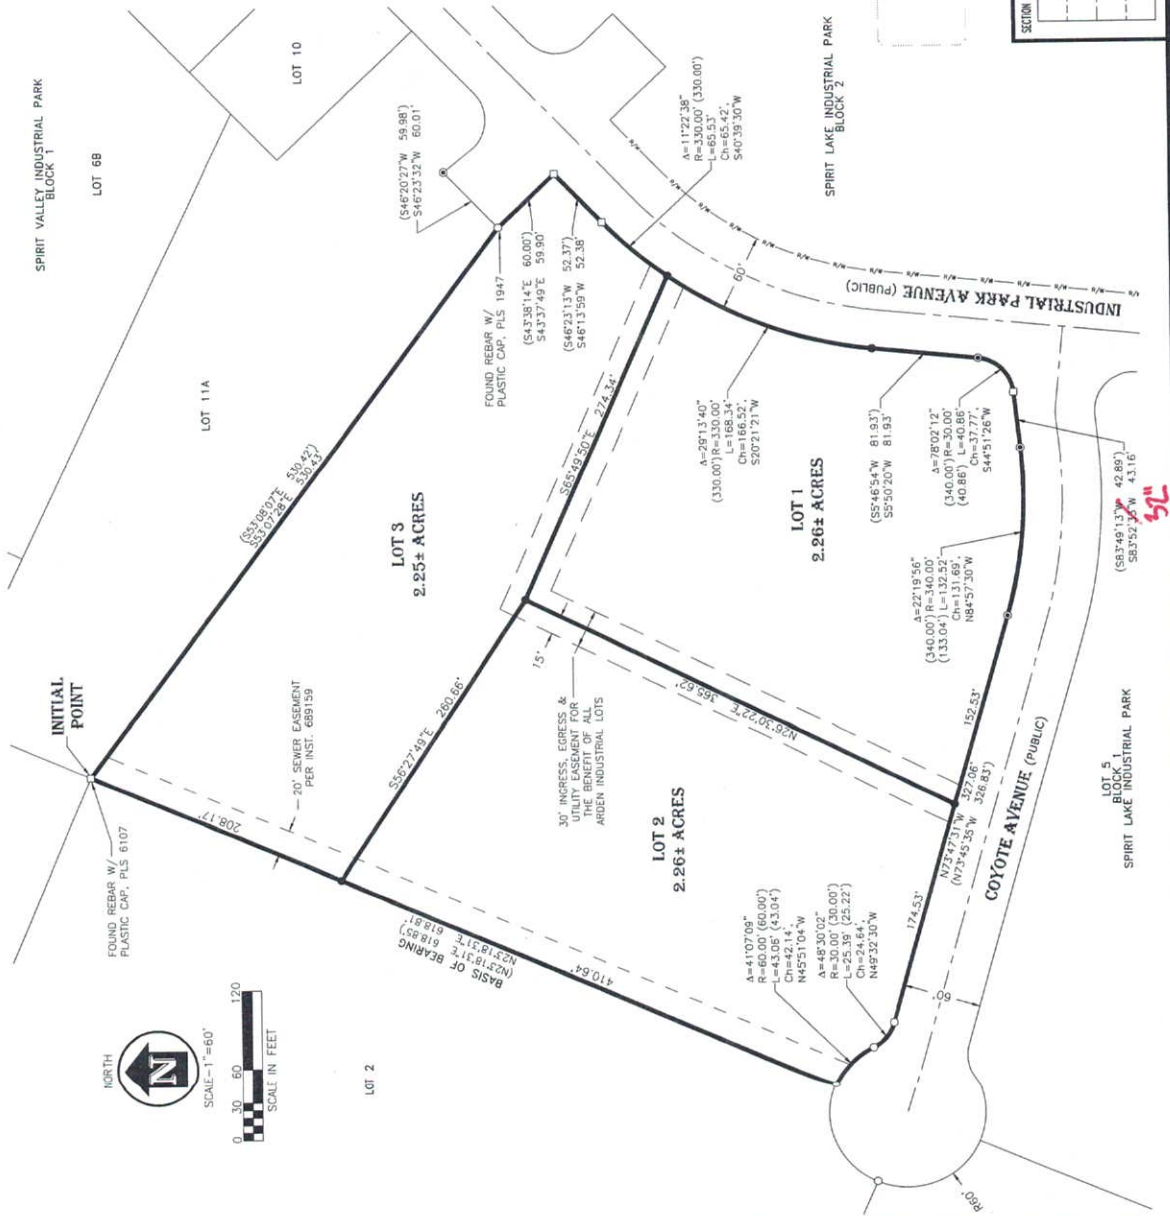 SPIRIT VALLEY INDUSTRIAL PARK
BLOCK 1
LOT 6B
LOT 10
LOT 11A
SECTION
SPIRIT LAKE INDUSTRIAL PARK
BLOCK 2
INITIAL
POINT
FOUND REBAR W/
PLASTIC CAP, PLS 6107
(S53°08'07"E 530.42')
S53°07'28"E 530.43'
(S46°20'27"W 59.98')
S46°23'32"W 60.01'
FOUND REBAR W/
PLASTIC CAP, PLS 1947
(S43°38'14"E 60.00')
S43°37'49"E 59.90'
(S46°23'13"W 52.37')
S46°13'59"W 52.38'
Δ=11°22'38"
R=330.00' (330.00')
L=65.53'
Ch=65.42',
S40°39'30"W
NORTH
N
SCALE-1"=60'
0 30 60 120
SCALE IN FEET
208.17'
20' SEWER EASEMENT
PER INST. 689159
LOT 3
2.25± ACRES
S65°49'50"E 274.34'
S56°27'49"E 260.66'
15'
30' INGRESS, EGRESS &
UTILITY EASEMENT FOR
THE BENEFIT OF ALL
ARDEN INDUSTRIAL LOTS
60'
R/W R/W R/W R/W R/W R/W R/W R/W R/W R/W R/W
INDUSTRIAL PARK AVENUE (PUBLIC)
Δ=29°13'40"
(330.00') R=330.00'
L=168.34'
Ch=166.52',
S20°21'21"W
LOT 1
2.26± ACRES
(S5°46'54"W 81.93')
S5°50'20"W 81.93'
Δ=78°02'12"
(340.00') R=30.00'
(40.86') L=40.86'
Ch=37.77',
S44°51'26"W
Δ=22°19'56"
(340.00') R=340.00'
(133.04') L=132.52'
Ch=131.69',
N84°57'30"W
(S83°49'13"W 42.89')
S83°52'35"W 43.16'
32"
N26°30'22"E 365.62'
LOT 2
2.26± ACRES
LOT 2
BASIS OF BEARING
(N23°18'31"E 618.85')
N23°18'31"E 618.81'
410.64'
152.53'
N73°47'31"W 327.06'
(N73°45'35"W 326.83')
174.53'
Δ=41°07'09"
R=60.00' (60.00')
L=43.06' (43.04')
Ch=42.14',
N45°51'04"W
Δ=48°30'02"
R=30.00' (30.00')
L=25.39' (25.22')
Ch=24.64',
N49°32'30"W
COYOTE AVENUE (PUBLIC)
60'
R60'
LOT 5
BLOCK 1
SPIRIT LAKE INDUSTRIAL PARK